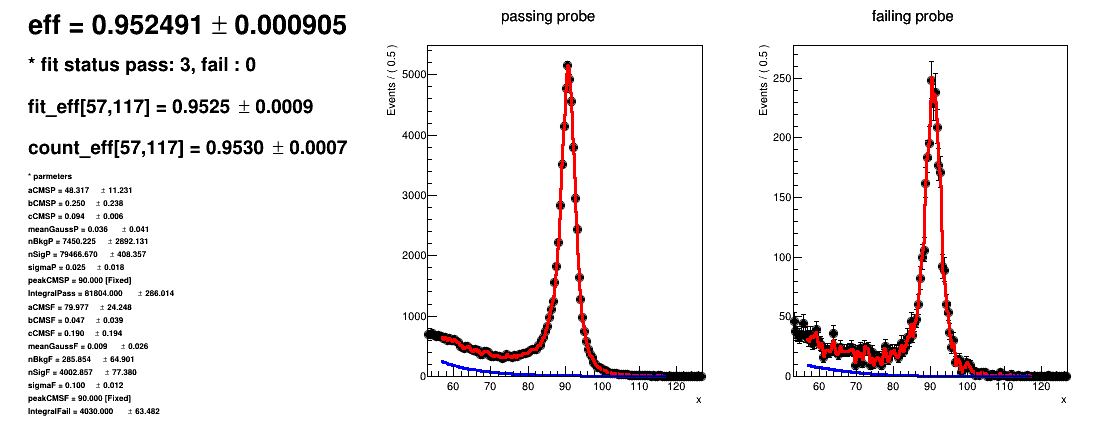 eff = 0.952491 ± 0.000905
* fit status pass: 3, fail : 0
fit_eff[57,117] = 0.9525 ± 0.0009
count_eff[57,117] = 0.9530 ± 0.0007
* parmeters
aCMSP = 48.317 ± 11.231
bCMSP = 0.250 ± 0.238
cCMSP = 0.094 ± 0.006
meanGaussP = 0.036 ± 0.041
nBkgP = 7450.225 ± 2892.131
nSigP = 79466.670 ± 408.357
sigmaP = 0.025 ± 0.018
peakCMSP = 90.000 [Fixed]
IntegralPass = 81804.000 ± 286.014
aCMSF = 79.977 ± 24.248
bCMSF = 0.047 ± 0.039
cCMSF = 0.190 ± 0.194
meanGaussF = 0.009 ± 0.026
nBkgF = 285.854 ± 64.901
nSigF = 4002.857 ± 77.380
sigmaF = 0.100 ± 0.012
peakCMSF = 90.000 [Fixed]
IntegralFail = 4030.000 ± 63.482
passing probe
Events / ( 0.5 )
5000
4000
3000
2000
1000
0
60 70 80 90 100 110 120
x
failing probe
Events / ( 0.5 )
250
200
150
100
50
0
60 70 80 90 100 110 120
x